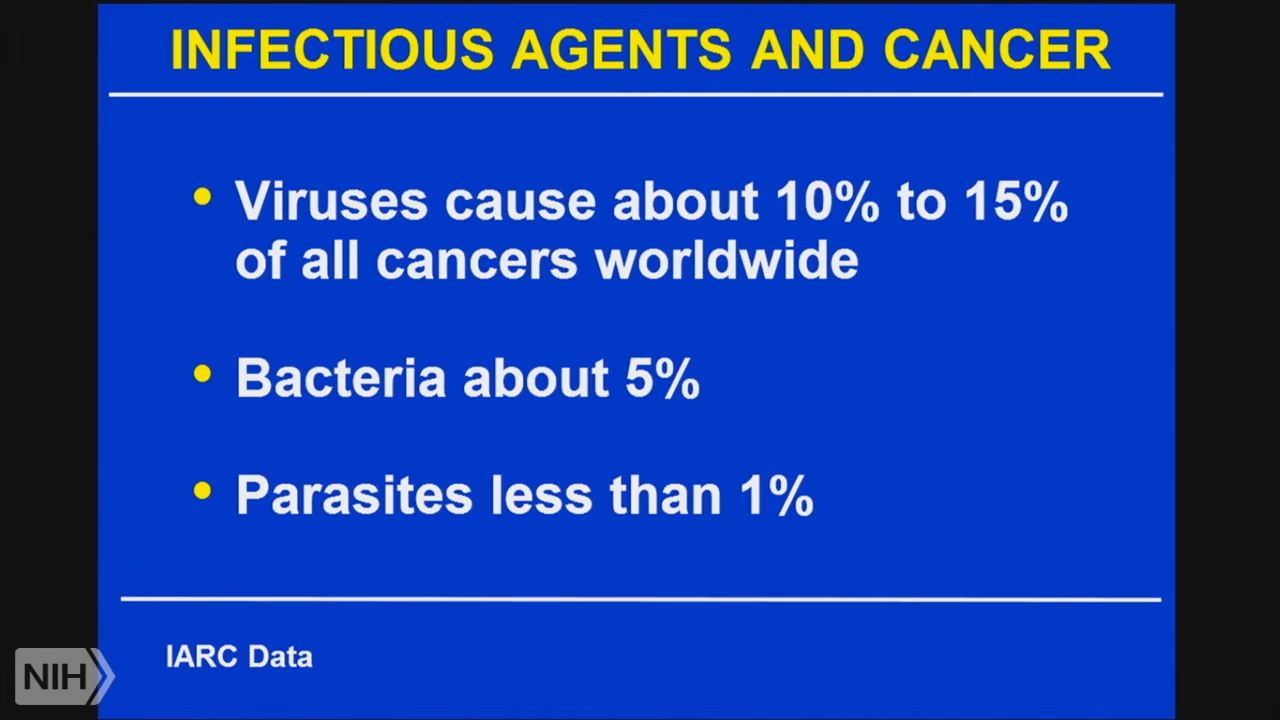 INFECTIOUS AGENTS AND CANCER
• Viruses cause about 10% to 15%
of all cancers worldwide
• Bacteria about 5%
• Parasites less than 1%
IARC Data
NIH